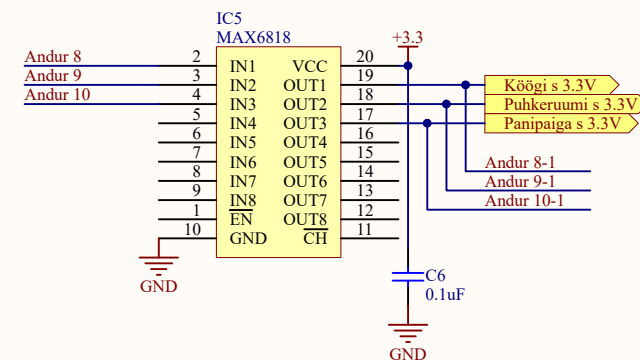 IC5
MAX6818
+3.3
Andur 8 2 IN1 VCC 20
Andur 9 3 IN2 OUT1 19 Köögi s 3.3V
Andur 10 4 IN3 OUT2 18 Puhkeruumi s 3.3V
5 IN4 OUT3 17 Panipaiga s 3.3V
6 IN5 OUT4 16
7 IN6 OUT5 15 Andur 8-1
8 IN7 OUT6 14 Andur 9-1
9 IN8 OUT7 13 Andur 10-1
1 EN OUT8 12
10 GND CH 11
GND
C6
0.1uF
GND